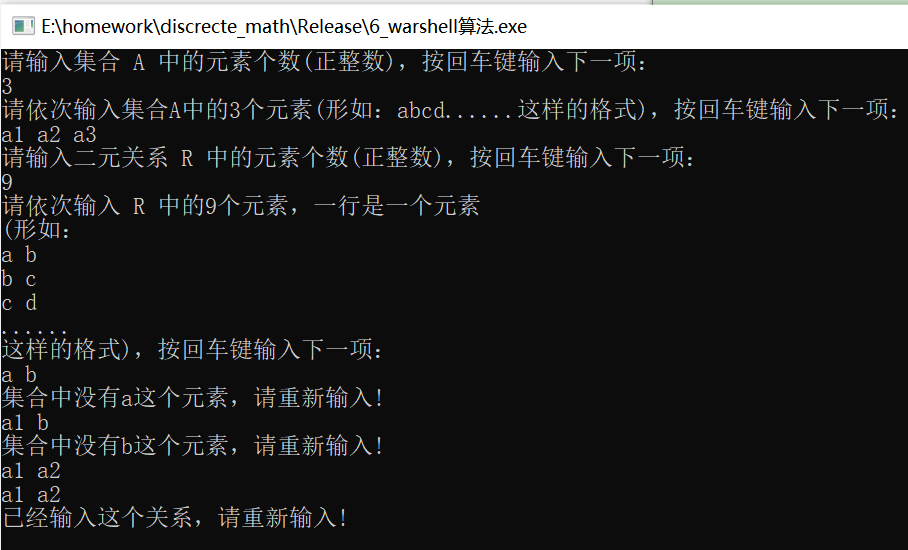 E:\homework\discrecte_math\Release\6_warshell算法.exe
请输入集合 A 中的元素个数(正整数)，按回车键输入下一项：
3
请依次输入集合A中的3个元素(形如：abcd......这样的格式)，按回车键输入下一项：
a1 a2 a3
请输入二元关系 R 中的元素个数(正整数)，按回车键输入下一项：
9
请依次输入 R 中的9个元素，一行是一个元素
(形如：
a b
b c
c d
......
这样的格式)，按回车键输入下一项：
a b
集合中没有a这个元素，请重新输入!
a1 b
集合中没有b这个元素，请重新输入!
a1 a2
a1 a2
已经输入这个关系，请重新输入!